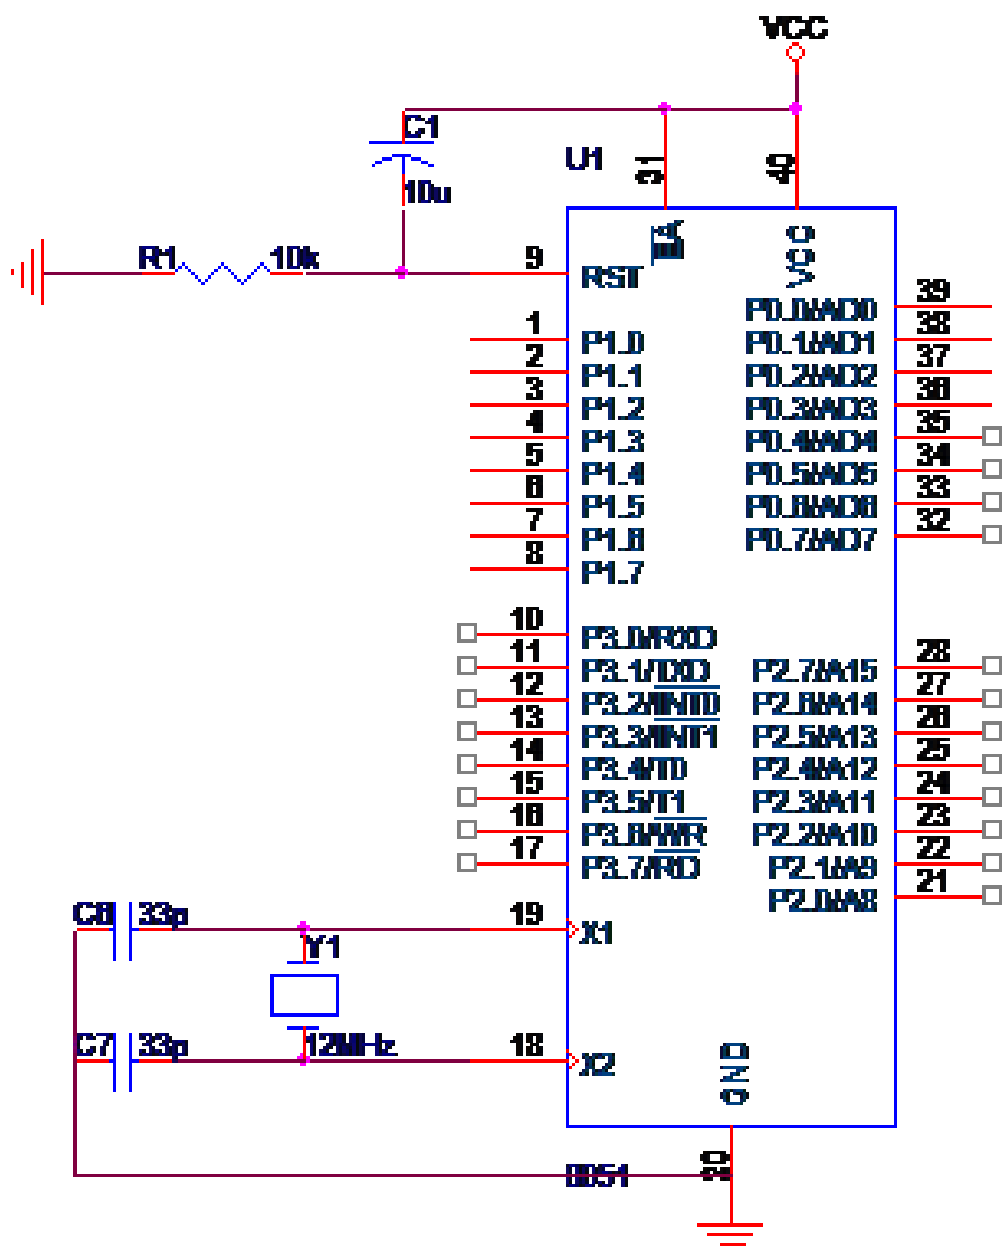 VCC
C1
10u
U1
31
40
EA
VCC
R1 10k
9 RST
P0.0/AD0 39
1 P1.0
P0.1/AD1 38
2 P1.1
P0.2/AD2 37
3 P1.2
P0.3/AD3 36
4 P1.3
P0.4/AD4 35
5 P1.4
P0.5/AD5 34
6 P1.5
P0.6/AD6 33
7 P1.6
P0.7/AD7 32
8 P1.7
10 P3.0/RXD
11 P3.1/TXD
P2.7/A15 28
12 P3.2/INT0
P2.6/A14 27
13 P3.3/INT1
P2.5/A13 26
14 P3.4/T0
P2.4/A12 25
15 P3.5/T1
P2.3/A11 24
16 P3.6/WR
P2.2/A10 23
17 P3.7/RD
P2.1/A9 22
P2.0/A8 21
C6 33p
19 X1
Y1
12MHz
C7 33p
18 X2
GND
20
8051